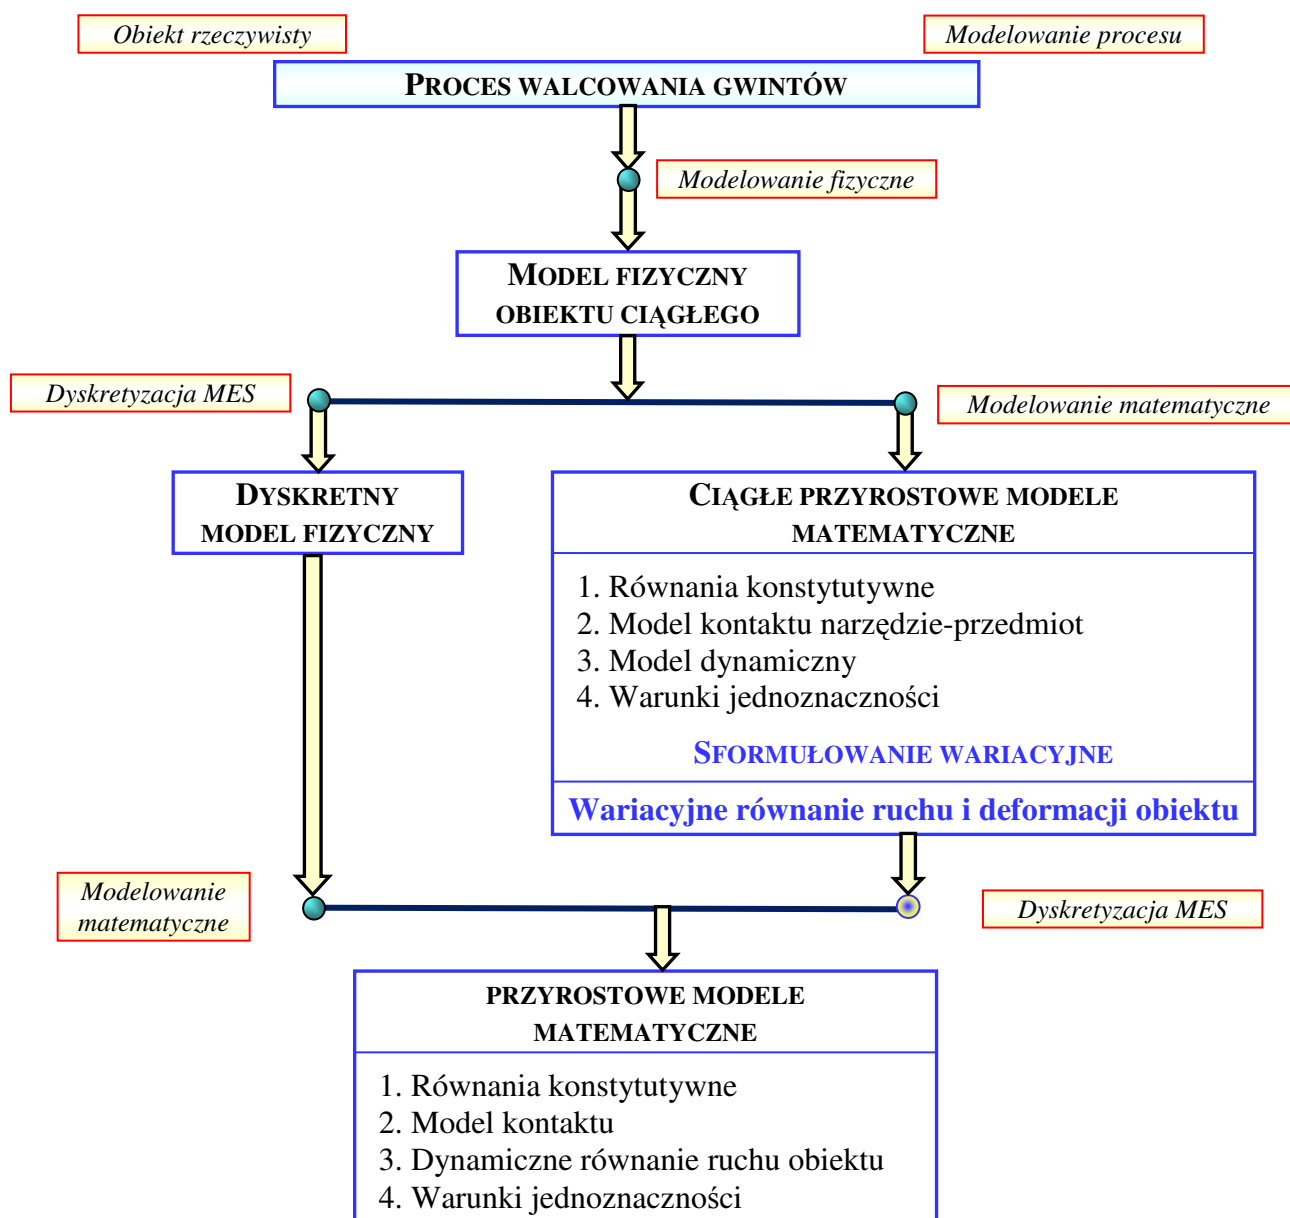 Obiekt rzeczywisty
Modelowanie procesu
PROCES WALCOWANIA GWINTÓW
Modelowanie fizyczne
MODEL FIZYCZNY
OBIEKTU CIĄGŁEGO
Dyskretyzacja MES
Modelowanie matematyczne
DYSKRETNY
MODEL FIZYCZNY
CIĄGŁE PRZYROSTOWE MODELE
MATEMATYCZNE
1. Równania konstytutywne
2. Model kontaktu narzędzie-przedmiot
3. Model dynamiczny
4. Warunki jednoznaczności
SFORMUŁOWANIE WARIACYJNE
Wariacyjne równanie ruchu i deformacji obiektu
Modelowanie
matematyczne
Dyskretyzacja MES
PRZYROSTOWE MODELE
MATEMATYCZNE
1. Równania konstytutywne
2. Model kontaktu
3. Dynamiczne równanie ruchu obiektu
4. Warunki jednoznaczności